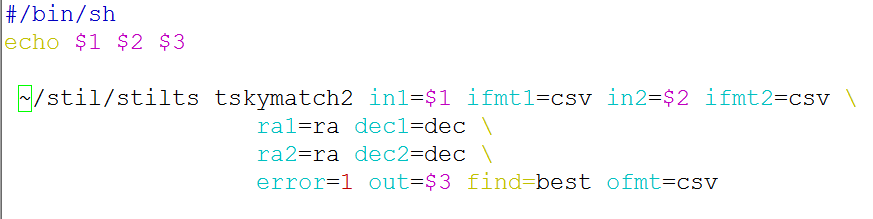 #/bin/sh
echo $1 $2 $3
~/stil/stilts tskymatch2 in1=$1 ifmt1=csv in2=$2 ifmt2=csv \
ra1=ra dec1=dec \
ra2=ra dec2=dec \
error=1 out=$3 find=best ofmt=csv